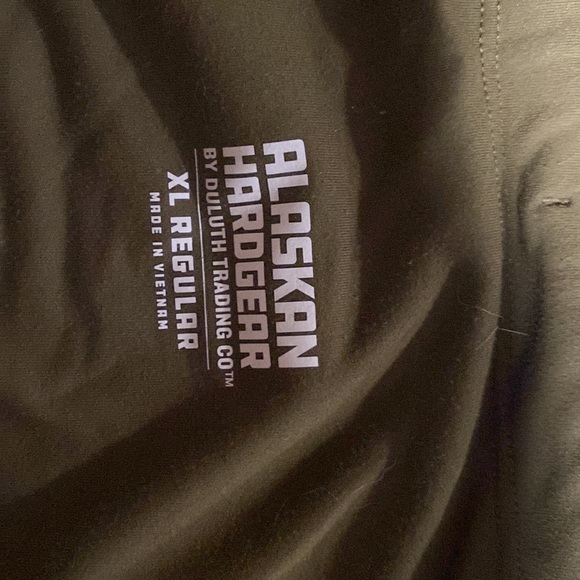 ALASKAN
HARDGEAR
BY DULUTH TRADING CO™
XL REGULAR
MADE IN VIETNAM